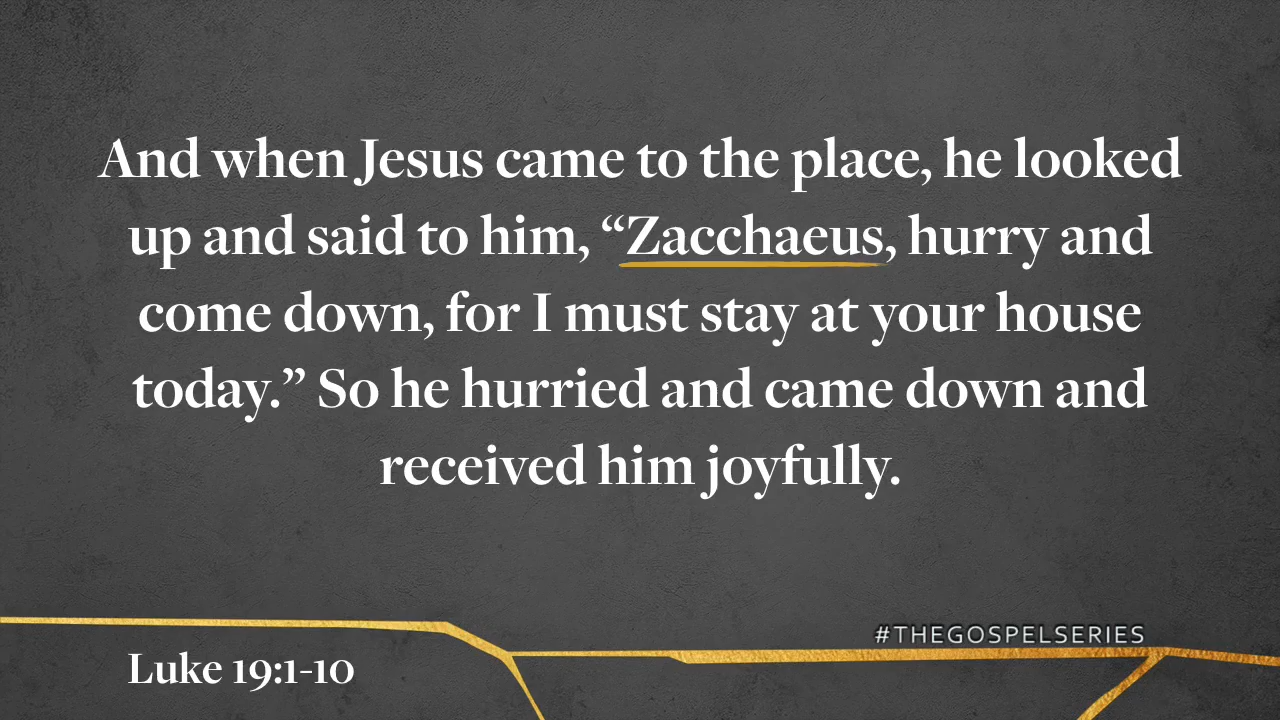 And when Jesus came to the place, he looked
up and said to him, “Zacchaeus, hurry and
come down, for I must stay at your house
today.” So he hurried and came down and
received him joyfully.
#THEGOSPELSERIES
Luke 19:1-10